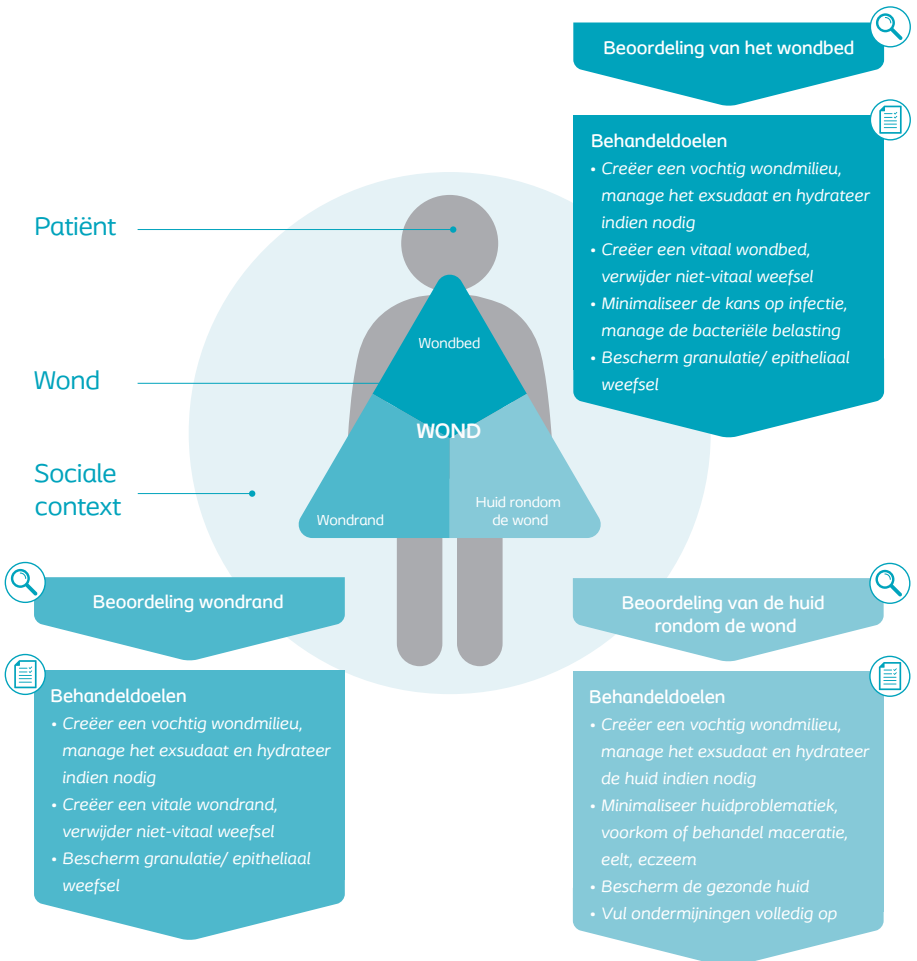 Beoordeling van het wondbed
Behandeldoelen
• Creëer een vochtig wondmilieu,
manage het exsudaat en hydrateer
indien nodig
• Creëer een vitaal wondbed,
verwijder niet-vitaal weefsel
• Minimaliseer de kans op infectie,
manage de bacteriële belasting
• Bescherm granulatie/ epitheliaal
weefsel
Patiënt
Wond
Sociale
context
Wondbed
WOND
Wondrand
Huid rondom
de wond
Beoordeling wondrand
Behandeldoelen
• Creëer een vochtig wondmilieu,
manage het exsudaat en hydrateer
indien nodig
• Creëer een vitale wondrand,
verwijder niet-vitaal weefsel
• Bescherm granulatie/ epitheliaal
weefsel
Beoordeling van de huid
rondom de wond
Behandeldoelen
• Creëer een vochtig wondmilieu,
manage het exsudaat en hydrateer
de huid indien nodig
• Minimaliseer huidproblematiek,
voorkom of behandel maceratie,
eelt, eczeem
• Bescherm de gezonde huid
• Vul ondermijningen volledig op